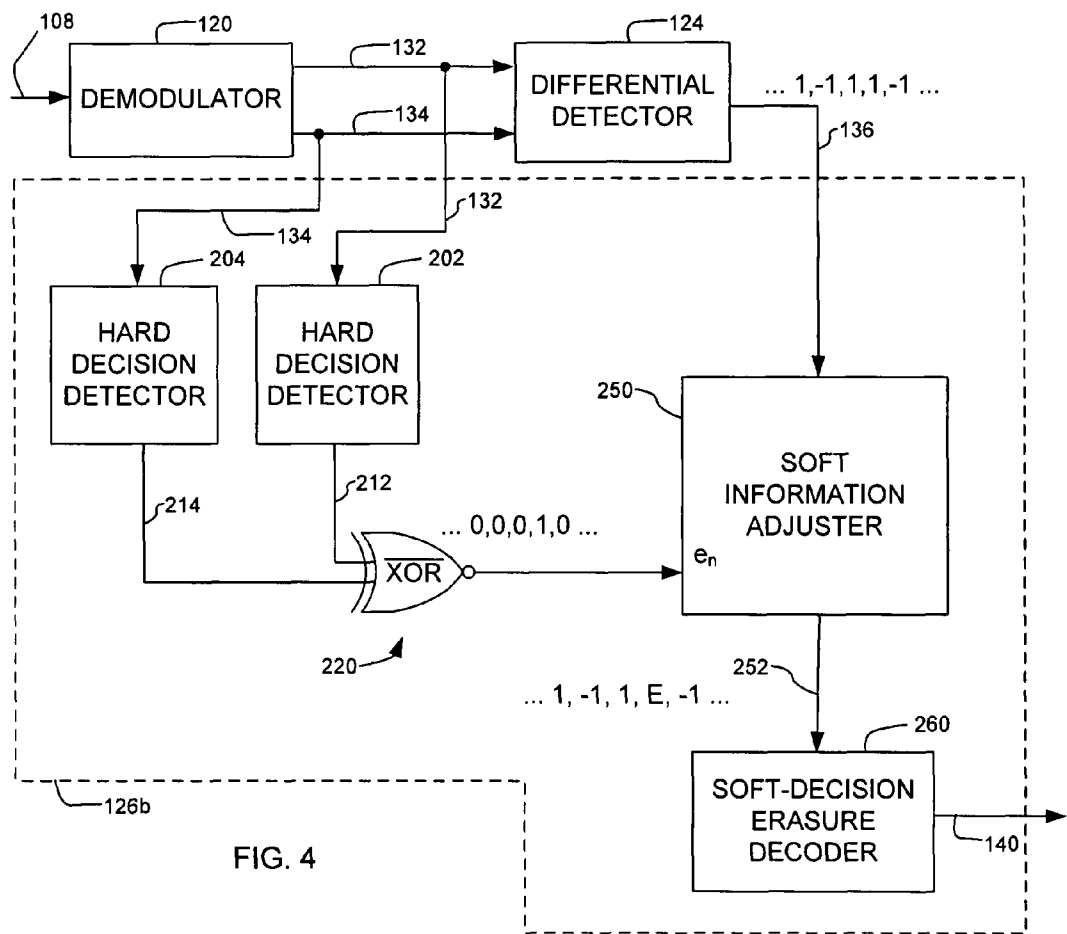 108
120
DEMODULATOR
132
134
124
DIFFERENTIAL
DETECTOR
... 1,-1,1,1,-1 ...
136
134
132
204
HARD
DECISION
DETECTOR
202
HARD
DECISION
DETECTOR
250
SOFT
INFORMATION
ADJUSTER
en
214
212
... 0,0,0,1,0 ...
XOR
220
252
... 1, -1, 1, E, -1 ...
260
SOFT-DECISION
ERASURE
DECODER
140
126b
FIG. 4